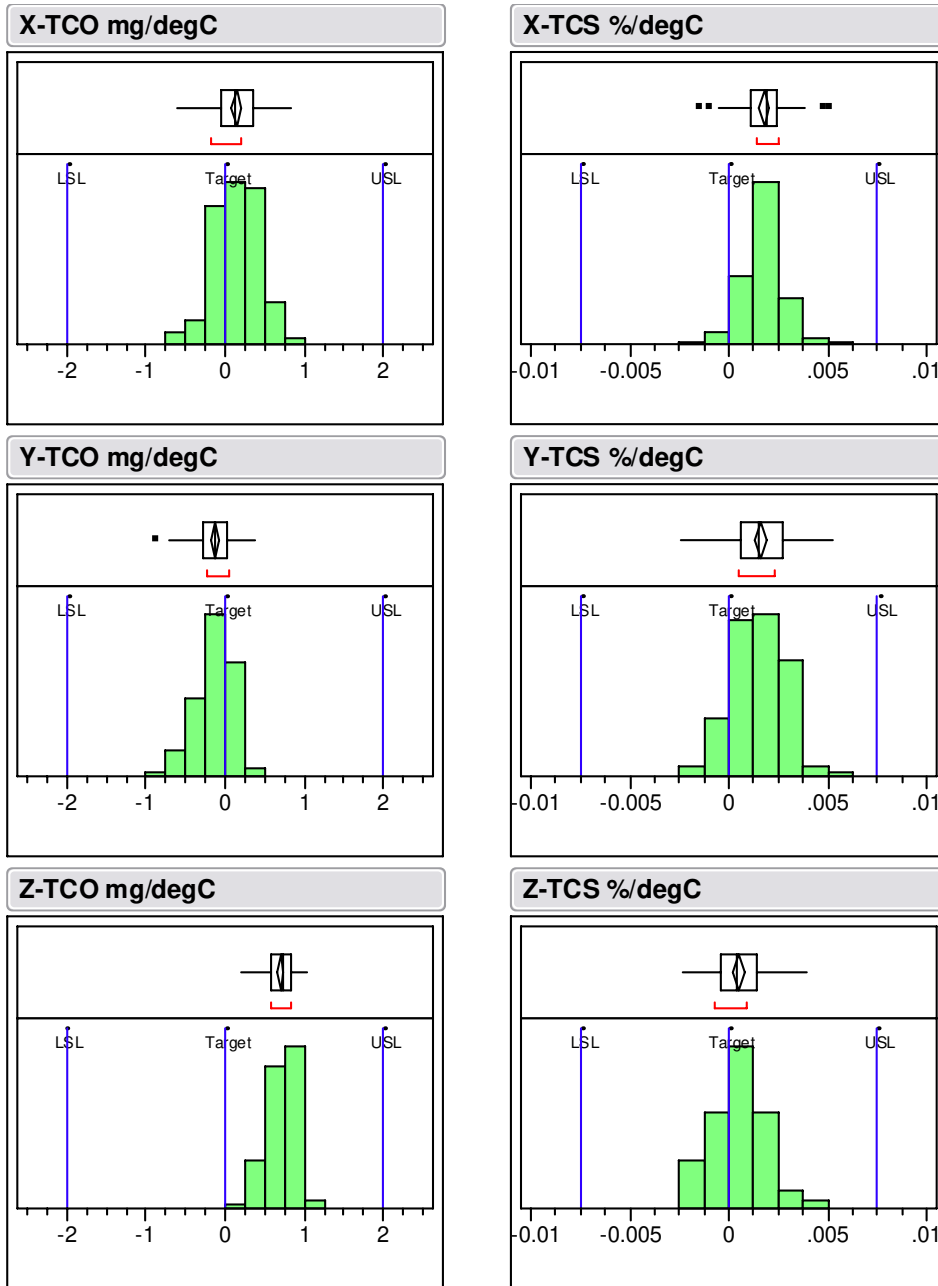 X-TCO mg/degC
LSL Target USL
-2 -1 0 1 2
X-TCS %/degC
LSL Target USL
-0.01 -0.005 0 .005 .01
Y-TCO mg/degC
LSL Target USL
-2 -1 0 1 2
Y-TCS %/degC
LSL Target USL
-0.01 -0.005 0 .005 .01
Z-TCO mg/degC
LSL Target USL
-2 -1 0 1 2
Z-TCS %/degC
LSL Target USL
-0.01 -0.005 0 .005 .01